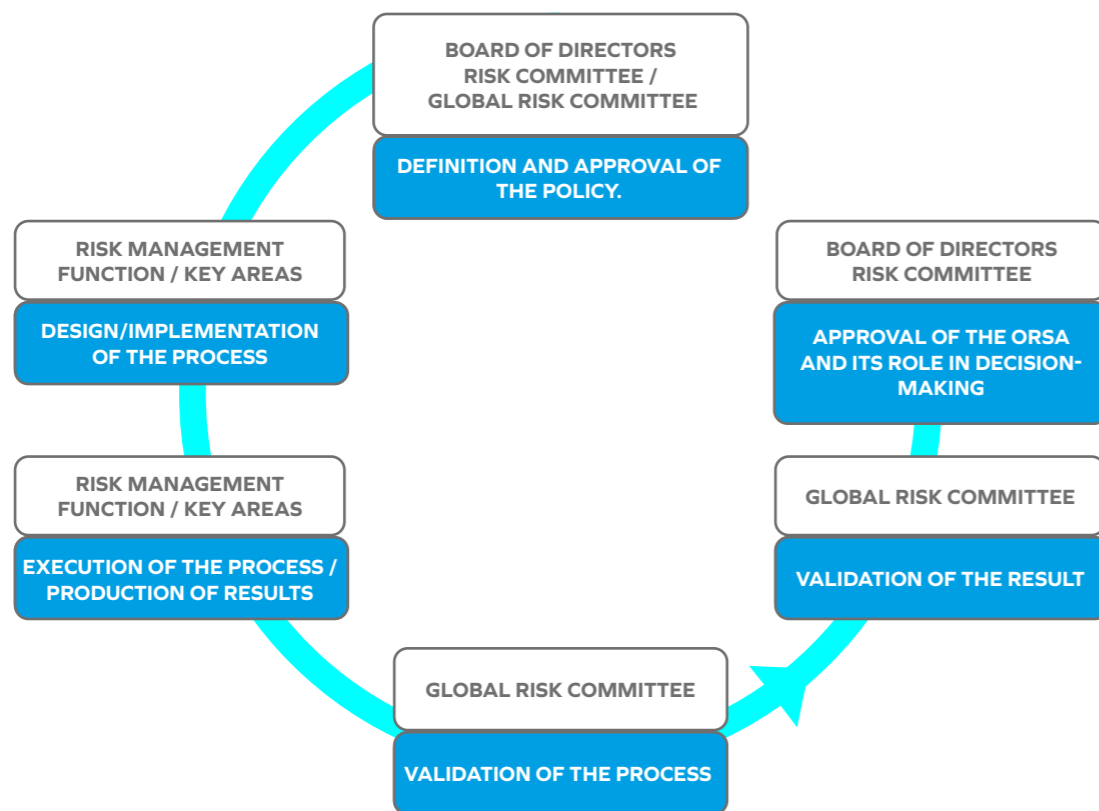 BOARD OF DIRECTORS
RISK COMMITTEE /
GLOBAL RISK COMMITTEE
DEFINITION AND APPROVAL OF
THE POLICY.
RISK MANAGEMENT
FUNCTION / KEY AREAS
DESIGN/IMPLEMENTATION
OF THE PROCESS
RISK MANAGEMENT
FUNCTION / KEY AREAS
EXECUTION OF THE PROCESS /
PRODUCTION OF RESULTS
GLOBAL RISK COMMITTEE
VALIDATION OF THE PROCESS
GLOBAL RISK COMMITTEE
VALIDATION OF THE RESULT
BOARD OF DIRECTORS
RISK COMMITTEE
APPROVAL OF THE ORSA
AND ITS ROLE IN DECISION-
MAKING